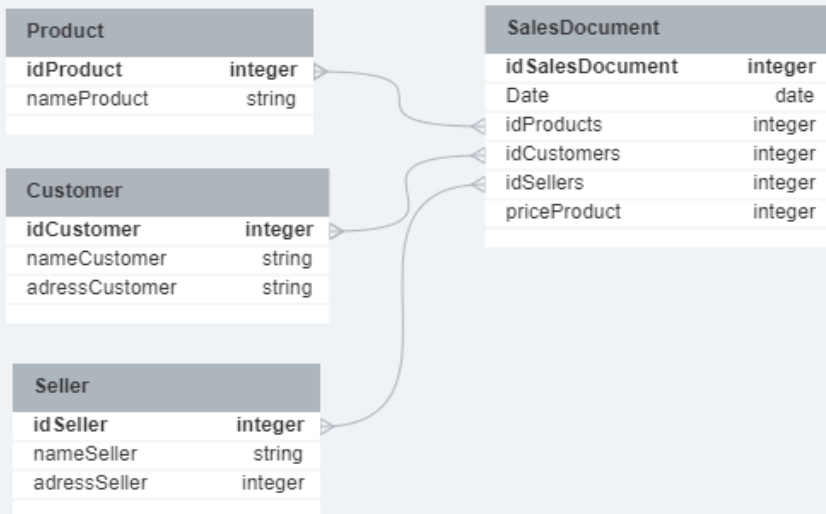 Product
idProduct integer
nameProduct string
Customer
idCustomer integer
nameCustomer string
adressCustomer string
Seller
idSeller integer
nameSeller string
adressSeller integer
SalesDocument
idSalesDocument integer
Date date
idProducts integer
idCustomers integer
idSellers integer
priceProduct integer